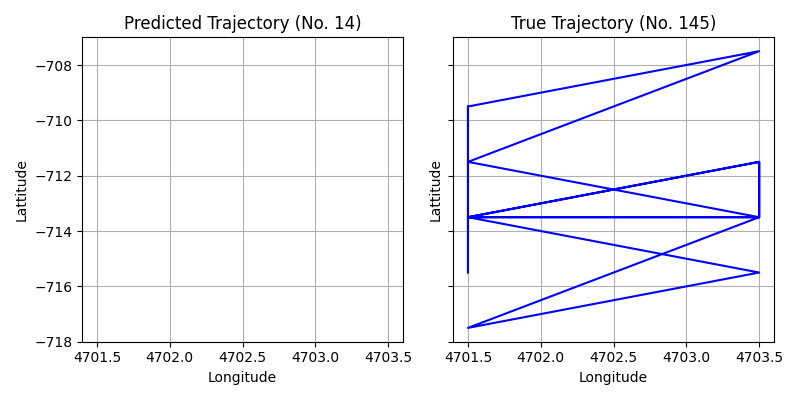 Predicted Trajectory (No. 14)
True Trajectory (No. 145)
Lattitude
−708
−710
−712
−714
−716
−718
4701.5 4702.0 4702.5 4703.0 4703.5
Longitude
Lattitude
4701.5 4702.0 4702.5 4703.0 4703.5
Longitude